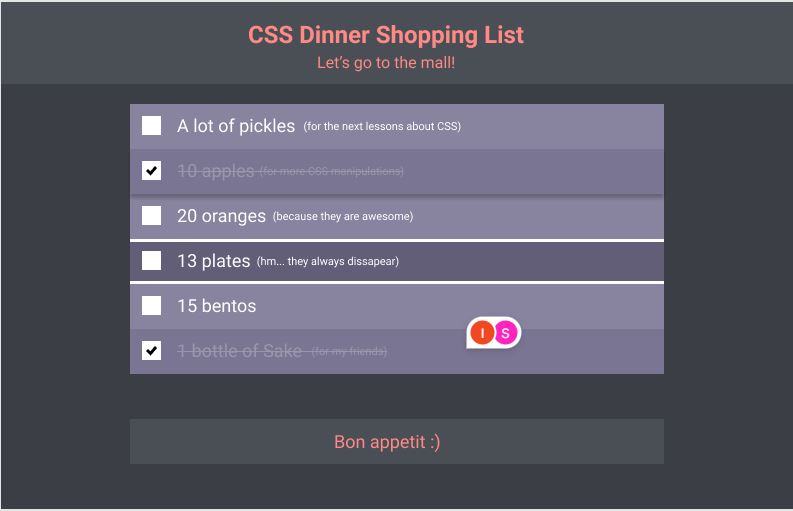 CSS Dinner Shopping List
Let's go to the mall!
A lot of pickles (for the next lessons about CSS)
10 apples (for more CSS manipulations)
20 oranges (because they are awesome)
13 plates (hm... they always dissapear)
15 bentos
I S
1 bottle of Sake (for my friends)
Bon appetit :)